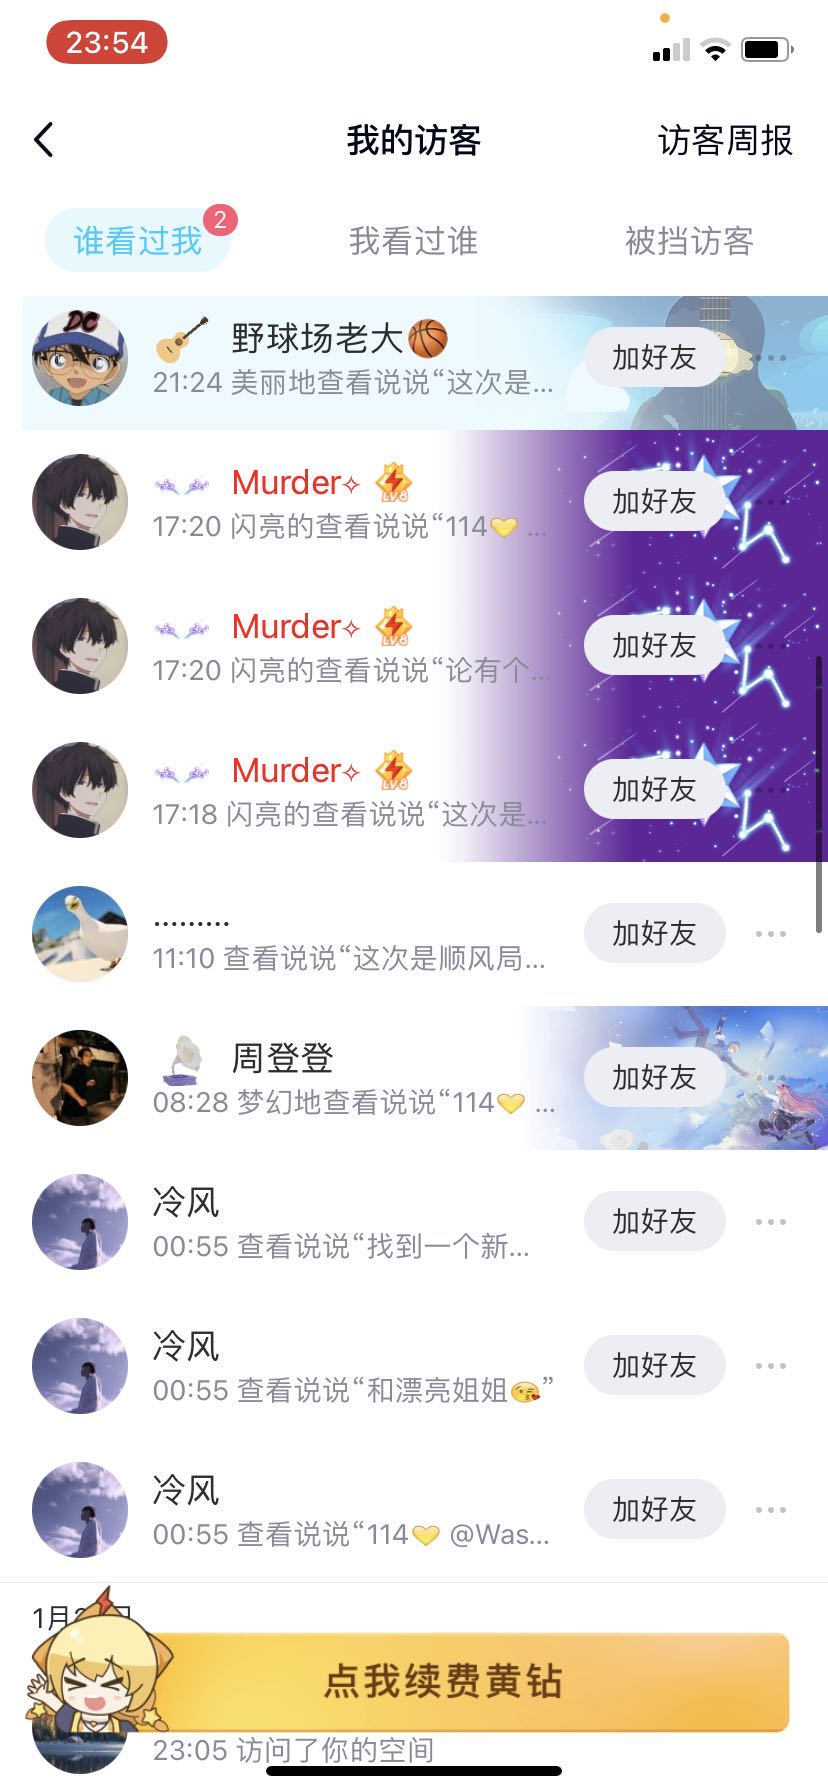 23:54
我的访客
访客周报
谁看过我
2
我看过谁
被挡访客
DC
野球场老大🏀
21:24 美丽地查看说说“这次是...
加好友
Murder✧ LV8
17:20 闪亮的查看说说“114💛 ...
加好友
Murder✧ LV8
17:20 闪亮的查看说说“论有个...
加好友
Murder✧ LV8
17:18 闪亮的查看说说“这次是...
加好友
.........
11:10 查看说说“这次是顺风局...
加好友
周登登
08:28 梦幻地查看说说“114💛 ...
加好友
冷风
00:55 查看说说“找到一个新...
加好友
冷风
00:55 查看说说“和漂亮姐姐😘”
加好友
冷风
00:55 查看说说“114💛 @Was...
加好友
1月
点我续费黄钻
23:05 访问了你的空间